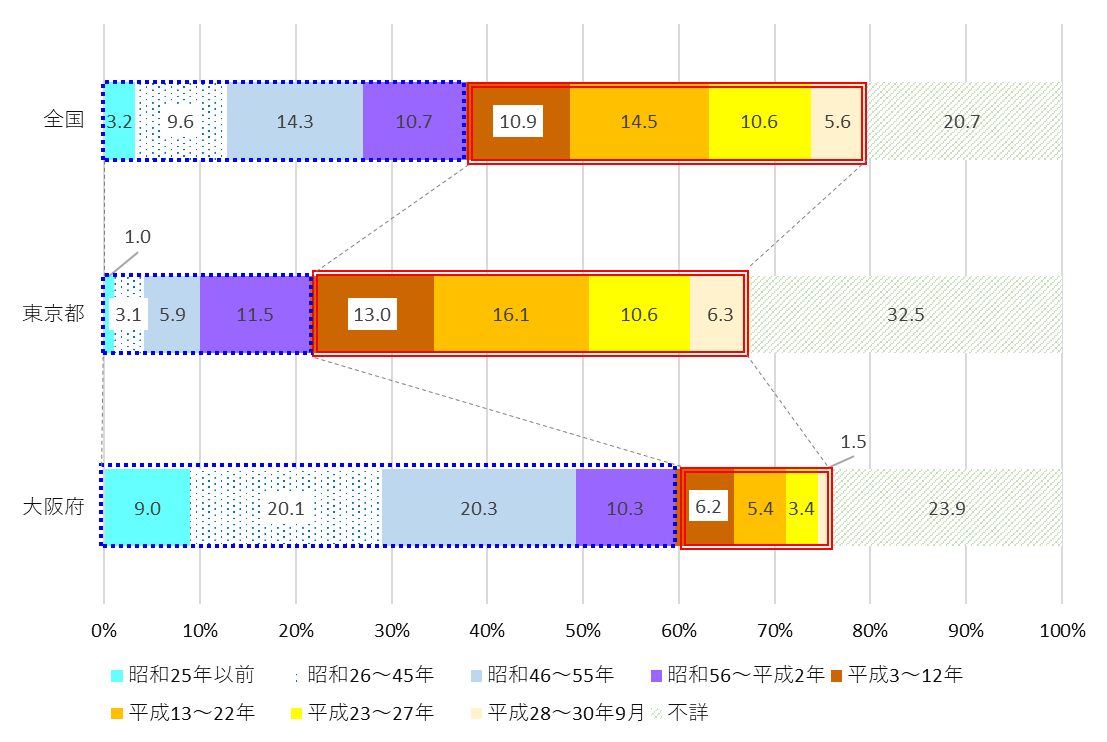 全国 3.2 9.6 14.3 10.7 10.9 14.5 10.6 5.6 20.7
1.0
東京都 3.1 5.9 11.5 13.0 16.1 10.6 6.3 32.5
1.5
大阪府 9.0 20.1 20.3 10.3 6.2 5.4 3.4 23.9
0% 10% 20% 30% 40% 50% 60% 70% 80% 90% 100%
昭和25年以前 昭和26～45年 昭和46～55年 昭和56～平成2年 平成3～12年
平成13～22年 平成23～27年 平成28～30年9月 不詳